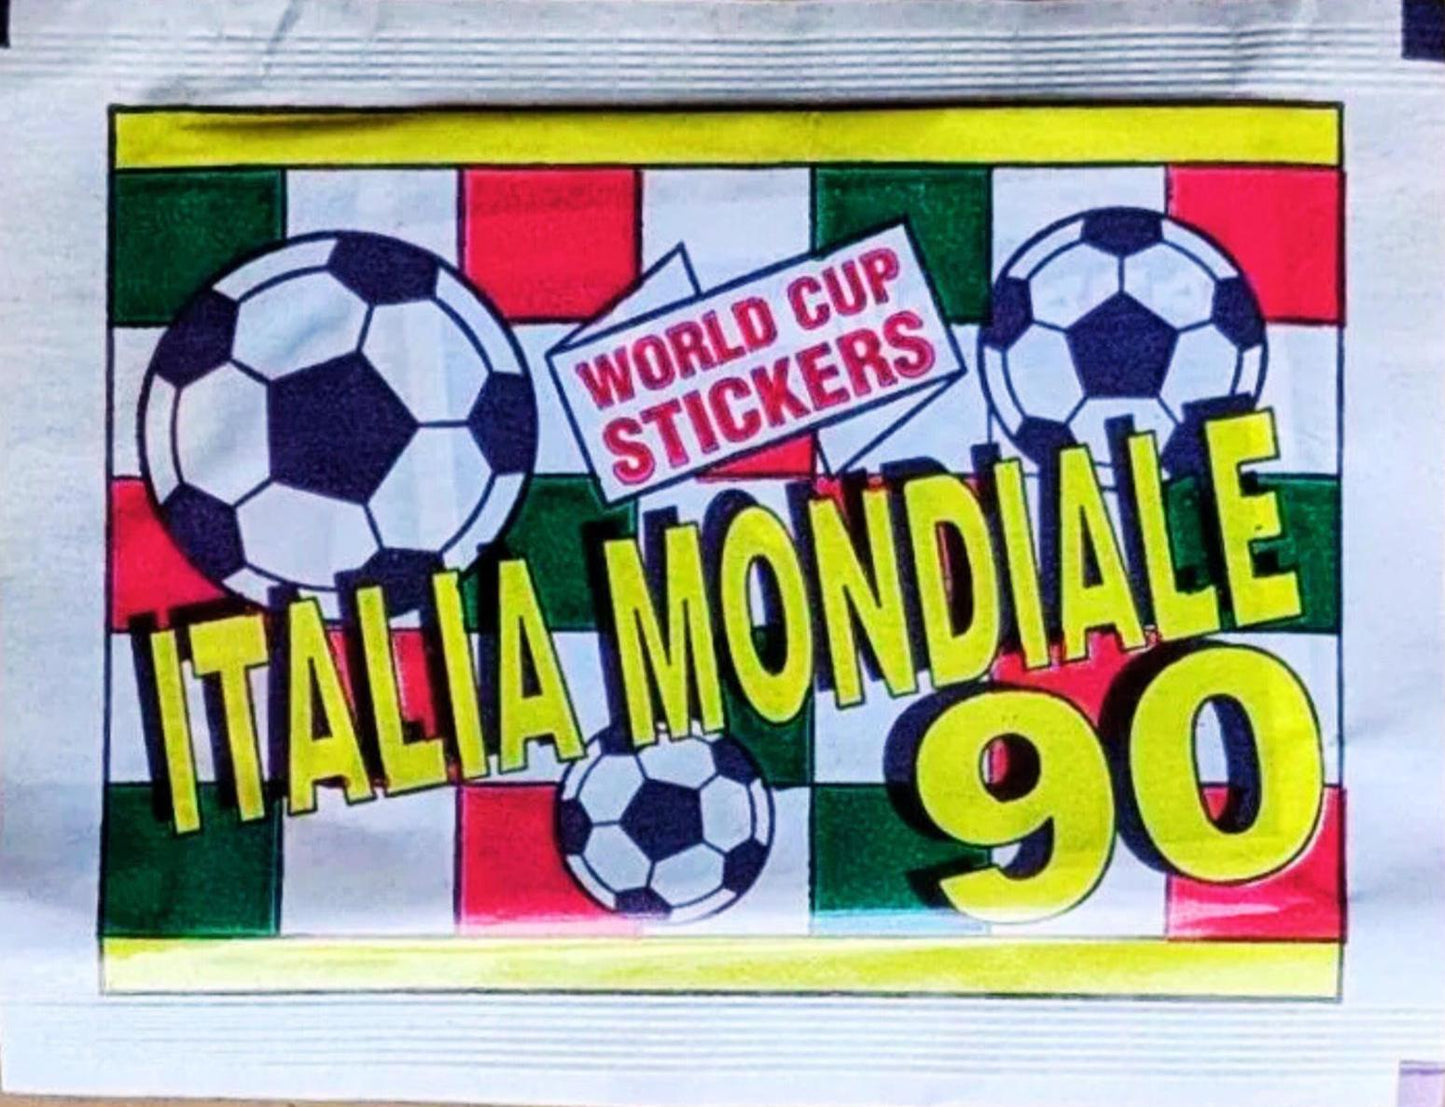 WORLD CUP
STICKERS
ITALIA MONDIALE
90